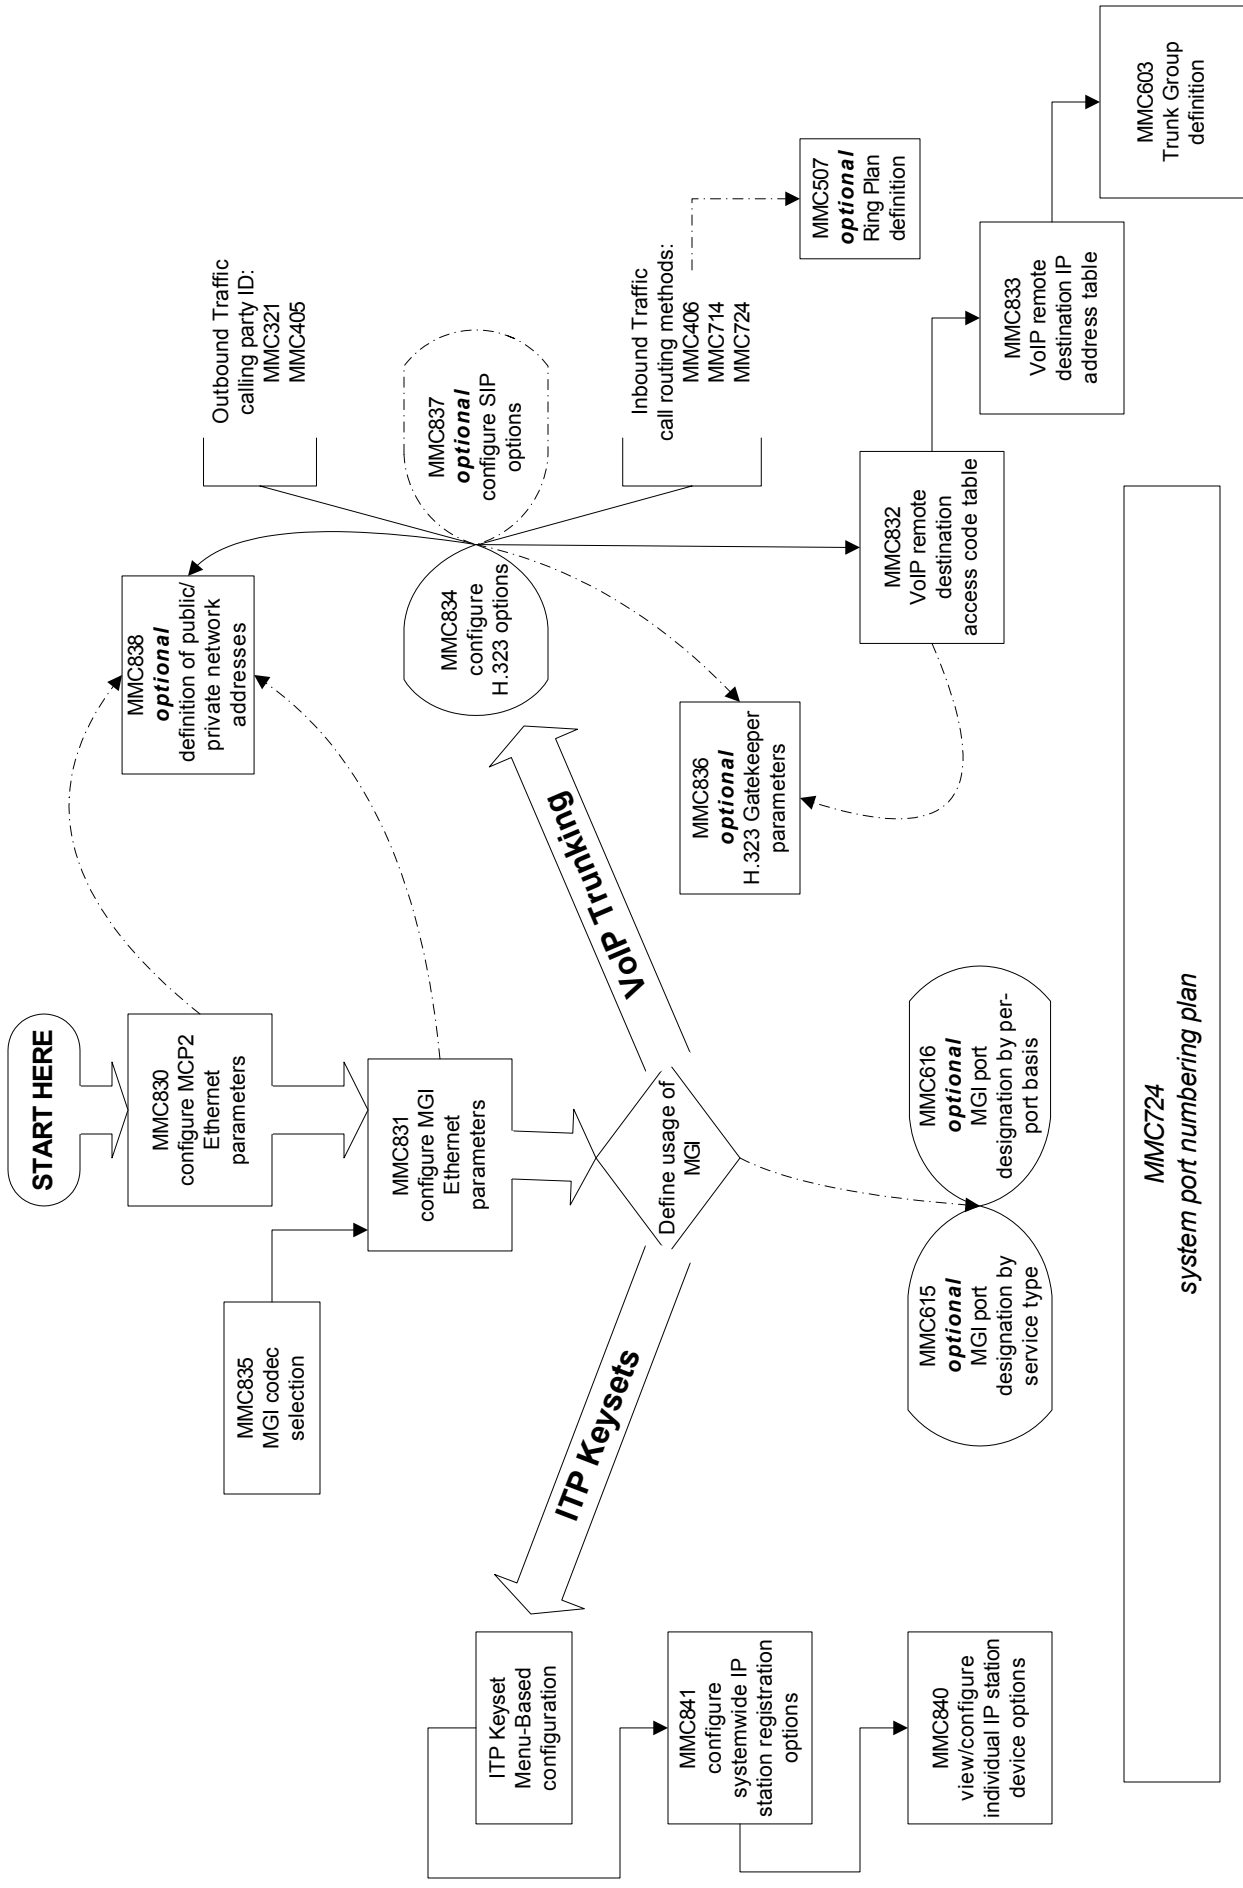 START HERE
MMC835
MGI codec
selection
MMC830
configure MCP2
Ethernet
parameters
MMC838
optional
definition of public/
private network
addresses
Outbound Traffic
calling party ID:
MMC321
MMC405
MMC831
configure MGI
Ethernet
parameters
MMC834
configure
H.323 options
MMC837
optional
configure SIP
options
ITP Keysets
Define usage of
MGI
VoIP Trunking
ITP Keyset
Menu-Based
configuration
MMC841
configure
systemwide IP
station registration
options
MMC836
optional
H.323 Gatekeeper
parameters
Inbound Traffic
call routing methods:
MMC406
MMC714
MMC724
MMC507
optional
Ring Plan
definition
MMC840
view/configure
individual IP station
device options
MMC615
optional
MGI port
designation by
service type
MMC616
optional
MGI port
designation by per-
port basis
MMC832
VoIP remote
destination
access code table
MMC833
VoIP remote
destination IP
address table
MMC603
Trunk Group
definition
MMC724
system port numbering plan